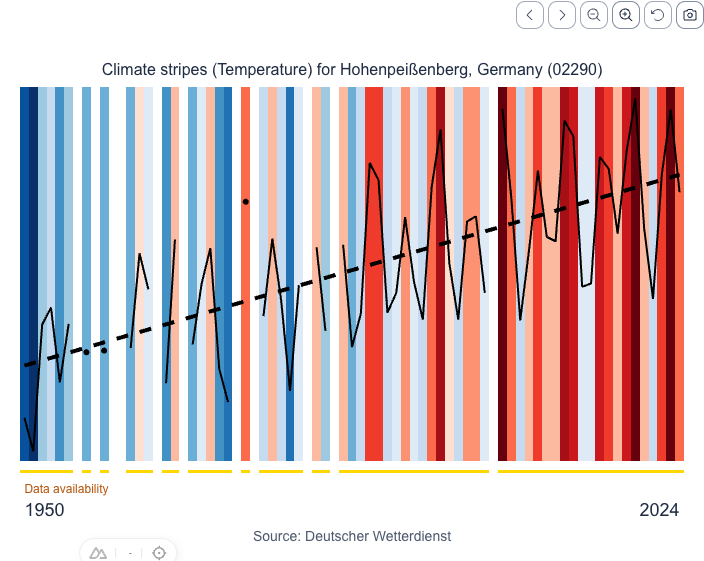 Climate stripes (Temperature) for Hohenpeißenberg, Germany (02290)
Data availability
1950
2024
Source: Deutscher Wetterdienst
-